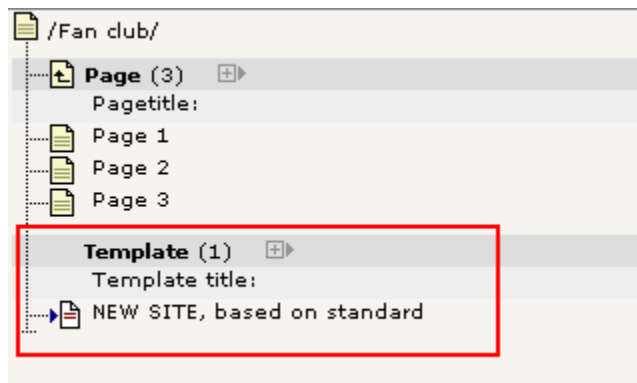 /Fan club/
Page (3)
Pagetitle:
Page 1
Page 2
Page 3
Template (1)
Template title:
NEW SITE, based on standard